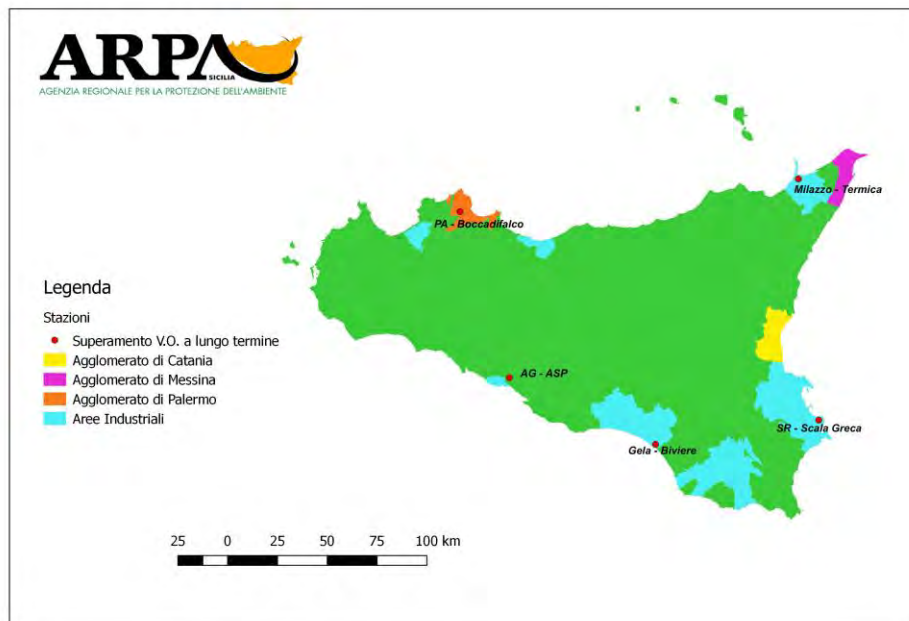 ARPA
SICILIA
AGENZIA REGIONALE PER LA PROTEZIONE DELL'AMBIENTE
Milazzo - Termica
PA - Boccadifalco
Legenda
Stazioni
Superamento V.O. a lungo termine
Agglomerato di Catania
Agglomerato di Messina
Agglomerato di Palermo
Aree Industriali
AG - ASP
SR - Scala Greca
Gela - Biviere
25 0 25 50 75 100 km